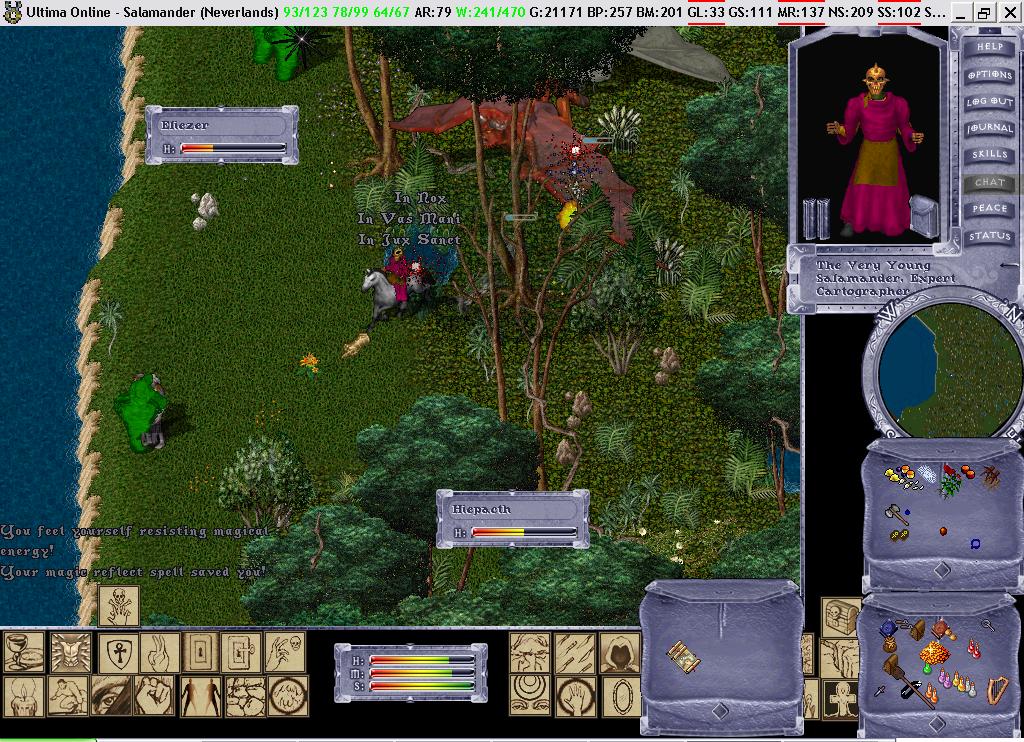 Ultima Online - Salamander (Neverlands) 93/123 78/99 64/67 AR:79 W:241/470 G:21171 BP:257 BM:201 GL:33 GS:111 MR:137 NS:209 SS:102 S...
HELP
OPTIONS
LOG OUT
JOURNAL
SKILLS
CHAT
PEACE
STATUS
Eliezer
H:
In Nox
In Vas Mani
In Jux Sanct
The Very Young
Salamander, Expert
Cartographer
W
N
Hiepacth
H:
You feel yourself resisting magical
energy!
Your magic reflect spell saved you!
H:
M:
S: